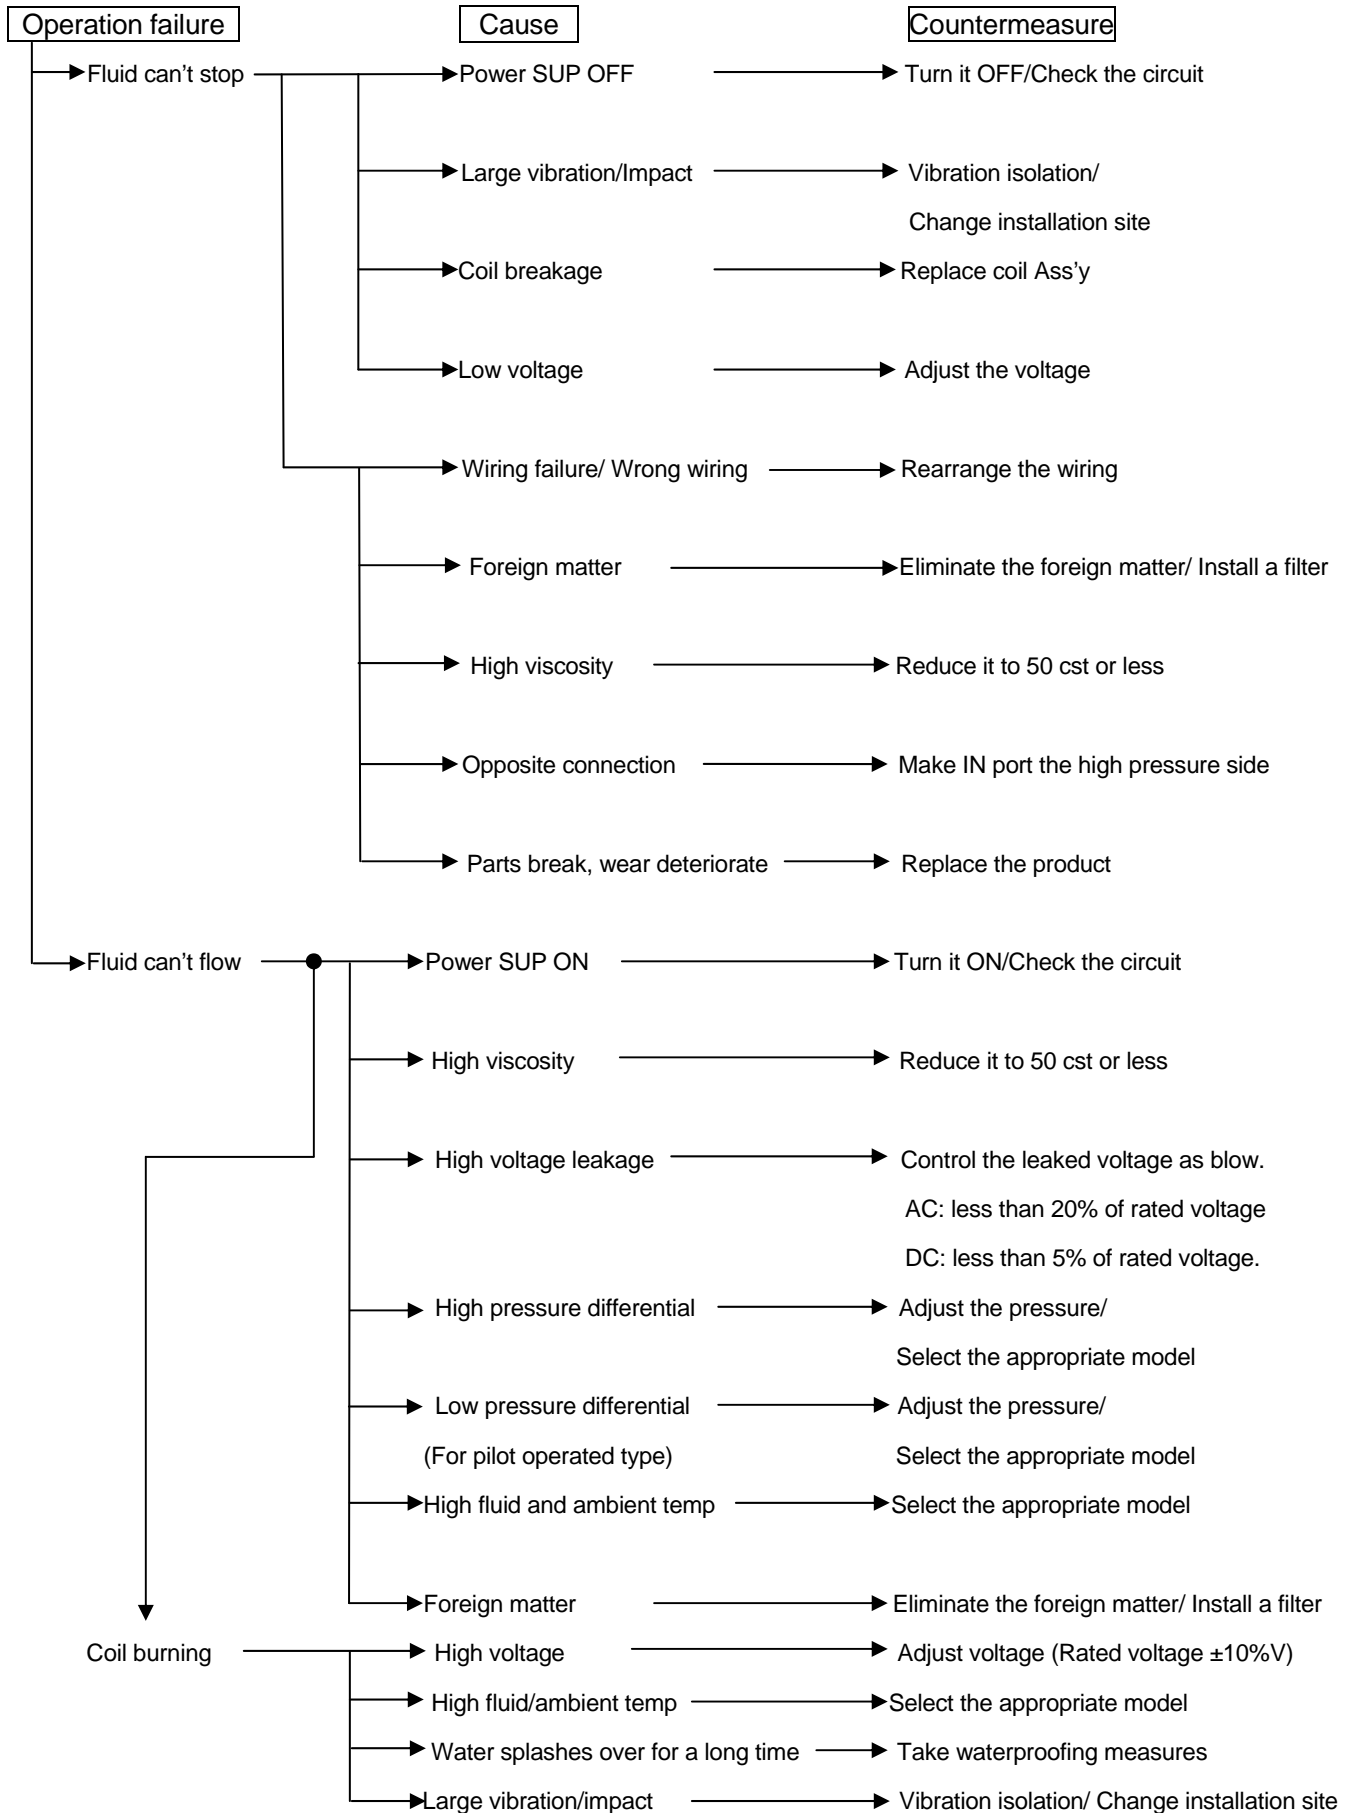 Operation failure Cause Countermeasure
Fluid can’t stop Power SUP OFF Turn it OFF/Check the circuit
Large vibration/Impact Vibration isolation/
Change installation site
Coil breakage Replace coil Ass’y
Low voltage Adjust the voltage
Wiring failure/ Wrong wiring Rearrange the wiring
Foreign matter Eliminate the foreign matter/ Install a filter
High viscosity Reduce it to 50 cst or less
Opposite connection Make IN port the high pressure side
Parts break, wear deteriorate Replace the product
Fluid can’t flow Power SUP ON Turn it ON/Check the circuit
High viscosity Reduce it to 50 cst or less
High voltage leakage Control the leaked voltage as blow.
AC: less than 20% of rated voltage
DC: less than 5% of rated voltage.
High pressure differential Adjust the pressure/
Select the appropriate model
Low pressure differential Adjust the pressure/
(For pilot operated type) Select the appropriate model
High fluid and ambient temp Select the appropriate model
Foreign matter Eliminate the foreign matter/ Install a filter
Coil burning High voltage Adjust voltage (Rated voltage ±10%V)
High fluid/ambient temp Select the appropriate model
Water splashes over for a long time Take waterproofing measures
Large vibration/impact Vibration isolation/ Change installation site